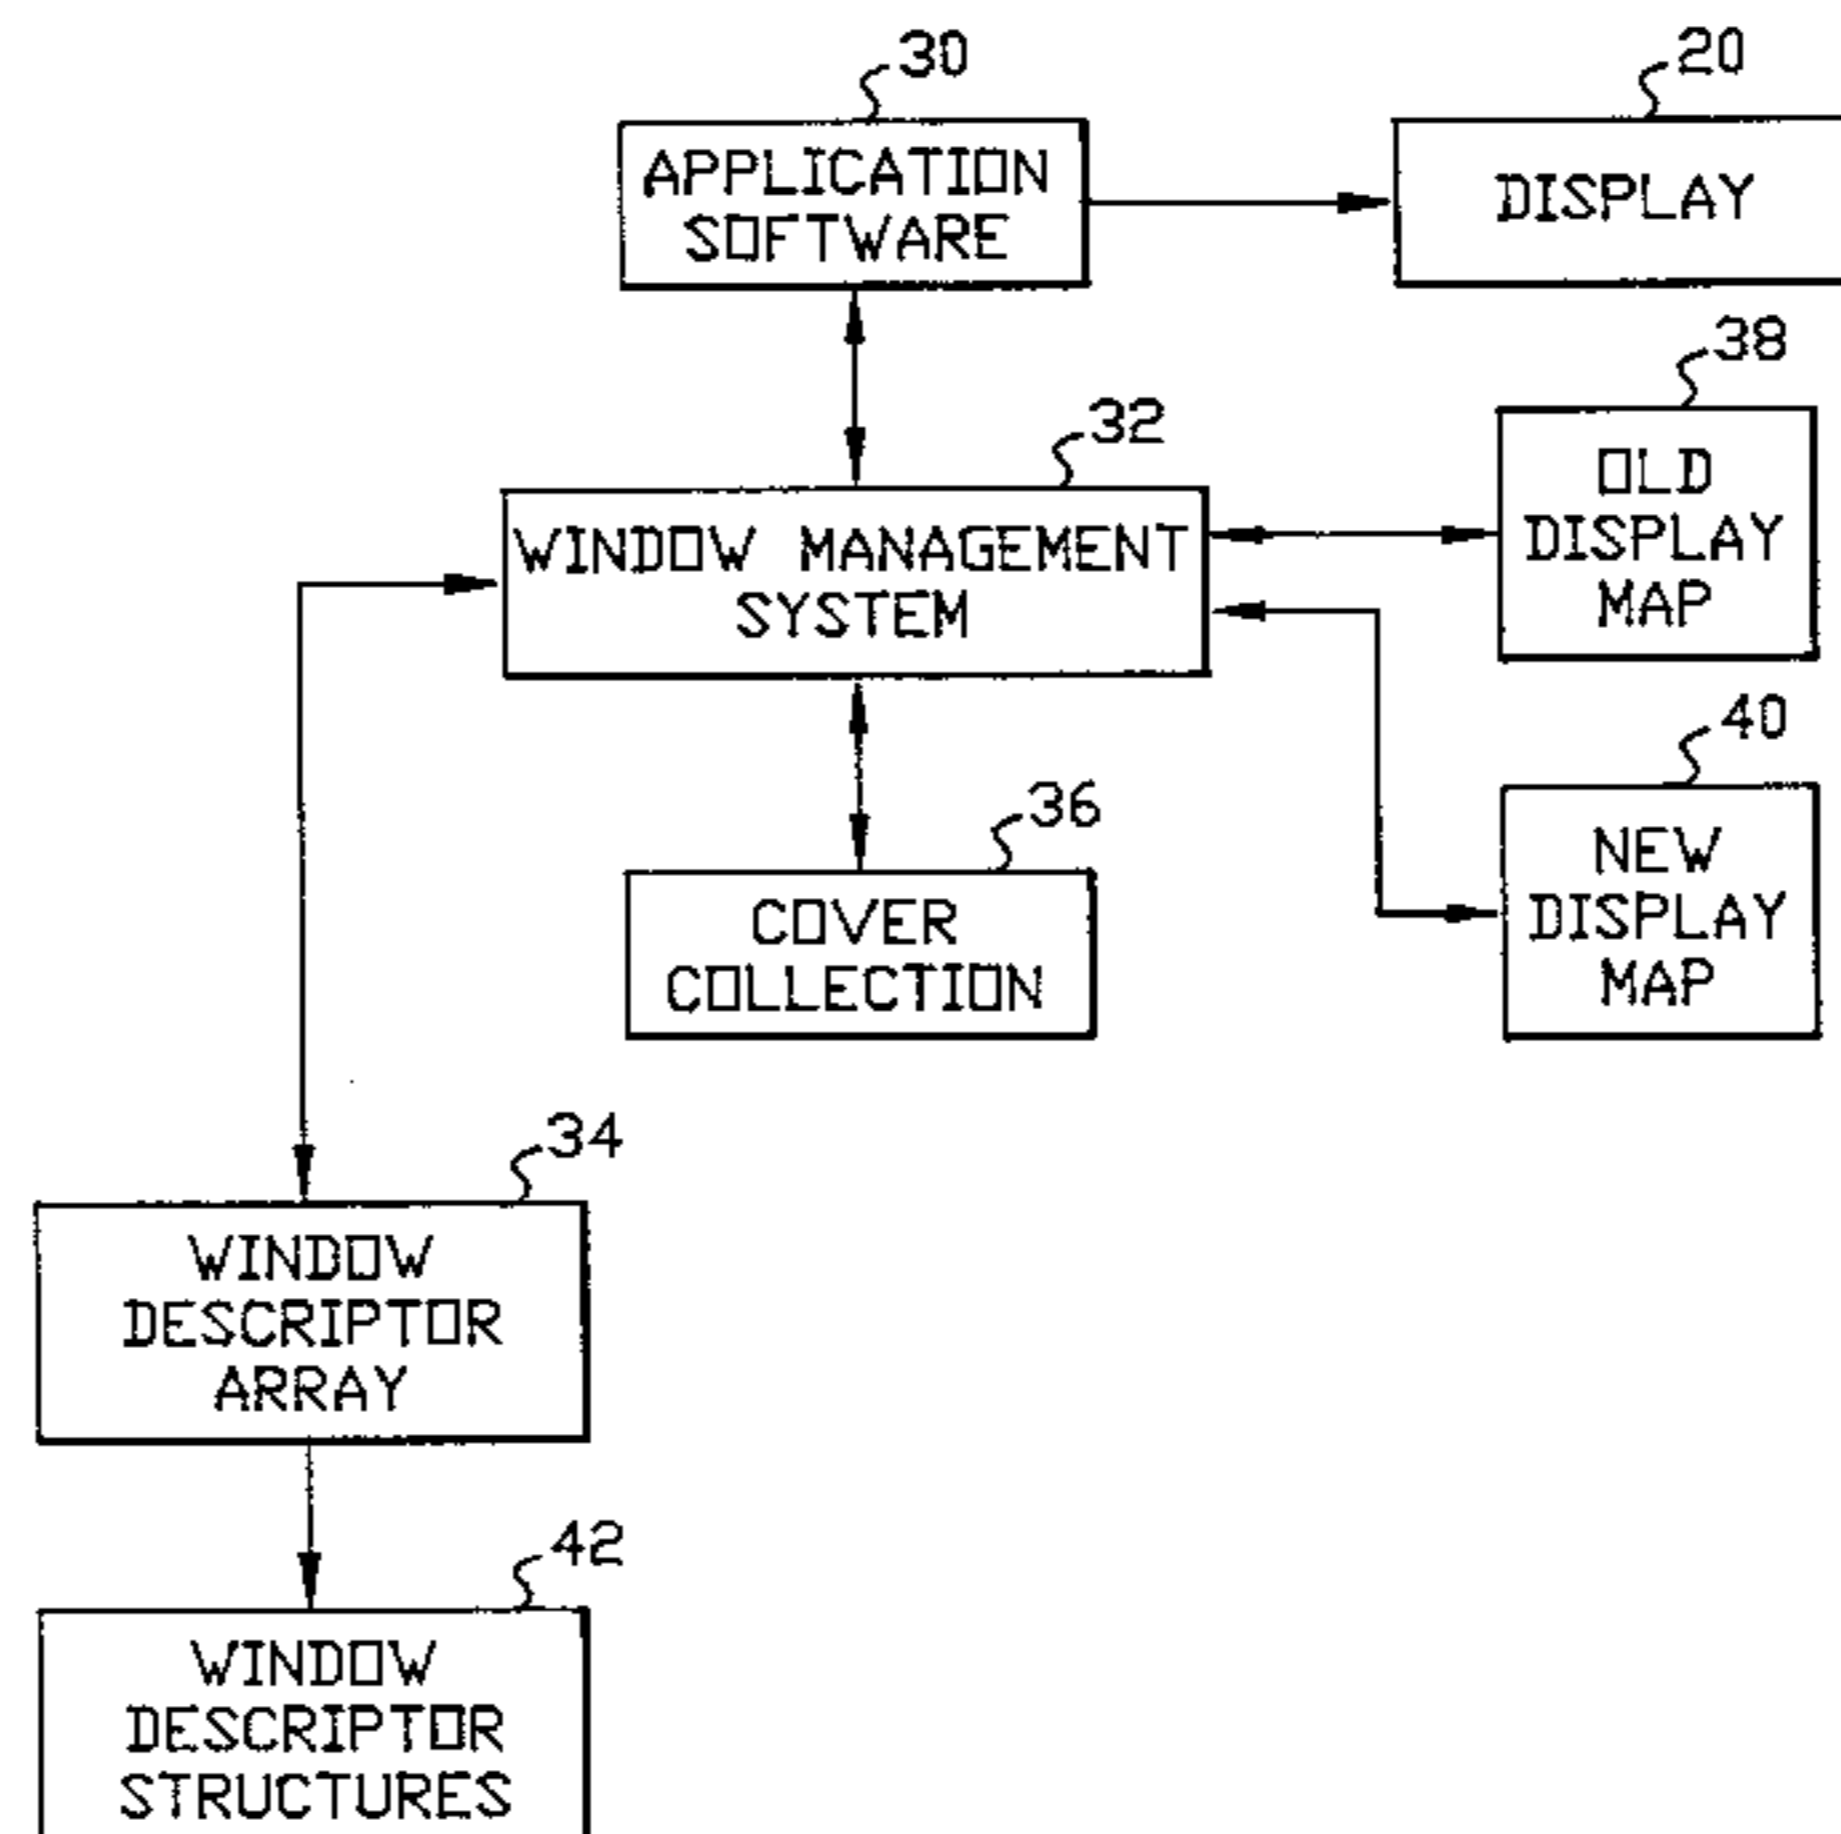 30
20
APPLICATION
SOFTWARE
DISPLAY
38
32
OLD
DISPLAY
MAP
WINDOW MANAGEMENT
SYSTEM
40
36
NEW
DISPLAY
MAP
COVER
COLLECTION
34
WINDOW
DESCRIPTOR
ARRAY
42
WINDOW
DESCRIPTOR
STRUCTURES